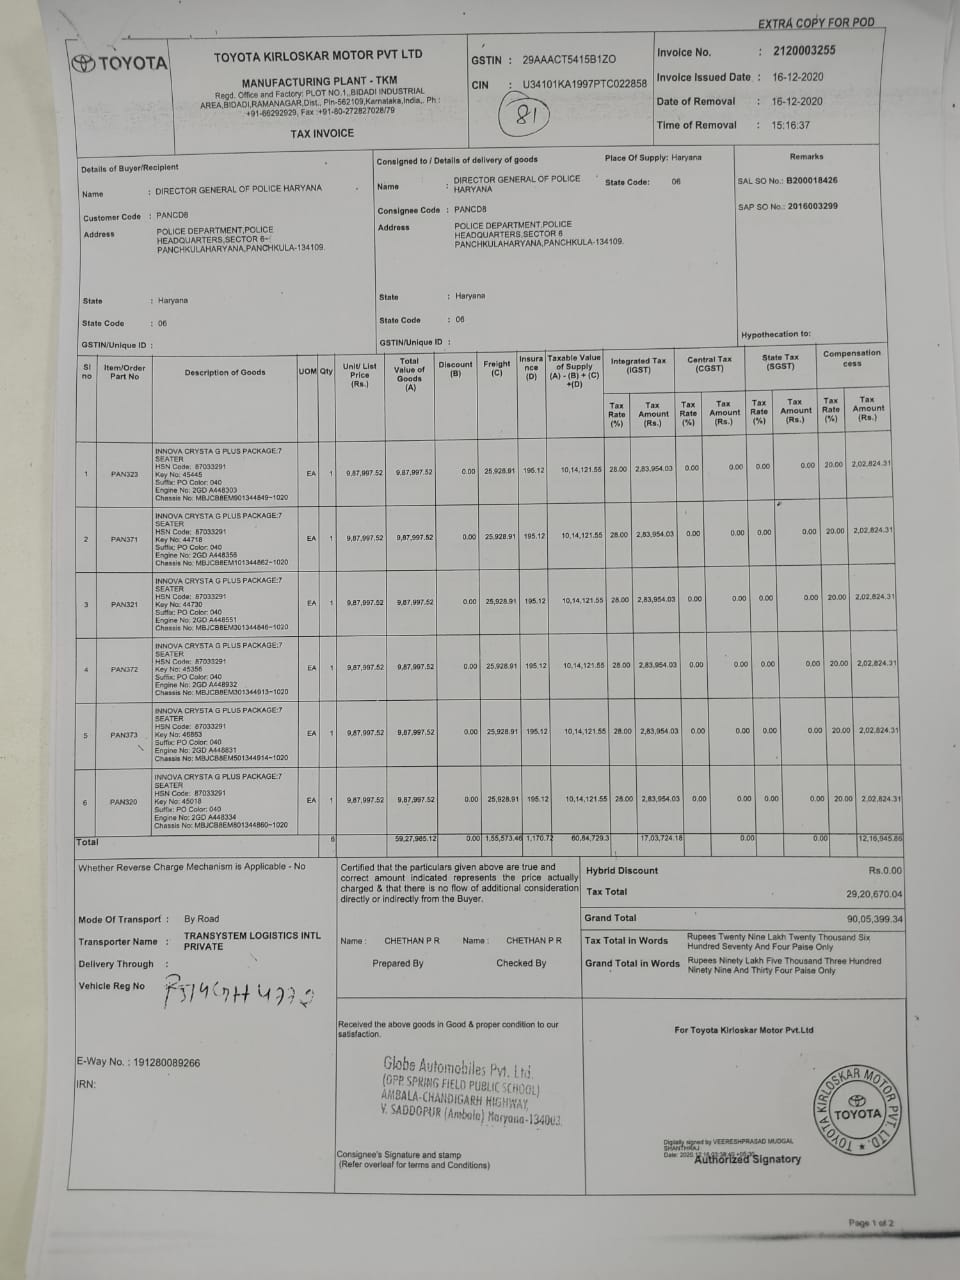 EXTRA COPY FOR POD
TOYOTA
TOYOTA KIRLOSKAR MOTOR PVT LTD
MANUFACTURING PLANT - TKM
Regd. Office and Factory: PLOT NO.1,,BIDADI INDUSTRIAL
AREA,BIDADI,RAMANAGAR,Dist., Pin-562109,Karnataka,India,. Ph :
+91-66292929, Fax :+91-80-272827028/79
TAX INVOICE
GSTIN : 29AAACT5415B1ZO
CIN : U34101KA1997PTC022858
81
Invoice No. : 2120003255
Invoice Issued Date : 16-12-2020
Date of Removal : 16-12-2020
Time of Removal : 15:16:37
Details of Buyer/Recipient
Name : DIRECTOR GENERAL OF POLICE HARYANA
Customer Code : PANCD8
Address POLICE DEPARTMENT,POLICE
HEADQUARTERS,SECTOR 6
PANCHKULAHARYANA,PANCHKULA-134109.
State : Haryana
State Code : 06
GSTIN/Unique ID :
Consigned to / Details of delivery of goods
Name : DIRECTOR GENERAL OF POLICE
HARYANA
Consignee Code : PANCD8
Address POLICE DEPARTMENT,POLICE
HEADQUARTERS,SECTOR 6
PANCHKULAHARYANA,PANCHKULA-134109.
State : Haryana
State Code : 06
GSTIN/Unique ID :
Place Of Supply: Haryana
State Code: 06
Remarks
SAL SO No.: B200018426
SAP SO No.: 2016003299
Hypothecation to:
Sl no Item/Order Part No Description of Goods UOM Qty Unit/ List Price (Rs.) Total Value of Goods (A) Discount (B) Freight (C) Insura nce (D) Taxable Value of Supply (A) - (B) + (C) +(D) Integrated Tax (IGST) Central Tax (CGST) State Tax (SGST) Compensation cess
Tax Rate (%) Tax Amount (Rs.) Tax Rate (%) Tax Amount (Rs.) Tax Rate (%) Tax Amount (Rs.) Tax Rate (%) Tax Amount (Rs.)
INNOVA CRYSTA G PLUS PACKAGE:7
SEATER
HSN Code: 87033291
1 PAN323 Key No: 45445 EA 1 9,87,997.52 9,87,997.52 0.00 25,928.91 195.12 10,14,121.55 28.00 2,83,954.03 0.00 0.00 0.00 0.00 20.00 2,02,824.31
Suffix: PO Color: 040
Engine No: 2GD A448303
Chassis No: MBJCB8EM901344849-1020
INNOVA CRYSTA G PLUS PACKAGE:7
SEATER
HSN Code: 87033291
2 PAN371 Key No: 44718 EA 1 9,87,997.52 9,87,997.52 0.00 25,928.91 195.12 10,14,121.55 28.00 2,83,954.03 0.00 0.00 0.00 0.00 20.00 2,02,824.31
Suffix: PO Color: 040
Engine No: 2GD A448356
Chassis No: MBJCB8EM101344862-1020
INNOVA CRYSTA G PLUS PACKAGE:7
SEATER
HSN Code: 87033291
3 PAN321 Key No: 44730 EA 1 9,87,997.52 9,87,997.52 0.00 25,928.91 195.12 10,14,121.55 28.00 2,83,954.03 0.00 0.00 0.00 0.00 20.00 2,02,824.31
Suffix: PO Color: 040
Engine No: 2GD A448551
Chassis No: MBJCB8EM301344846-1020
INNOVA CRYSTA G PLUS PACKAGE:7
SEATER
HSN Code: 87033291
4 PAN372 Key No: 45356 EA 1 9,87,997.52 9,87,997.52 0.00 25,928.91 195.12 10,14,121.55 28.00 2,83,954.03 0.00 0.00 0.00 0.00 20.00 2,02,824.31
Suffix: PO Color: 040
Engine No: 2GD A448932
Chassis No: MBJCB8EM301344913-1020
INNOVA CRYSTA G PLUS PACKAGE:7
SEATER
HSN Code: 87033291
5 PAN373 Key No: 46853 EA 1 9,87,997.52 9,87,997.52 0.00 25,928.91 195.12 10,14,121.55 28.00 2,83,954.03 0.00 0.00 0.00 0.00 20.00 2,02,824.31
Suffix: PO Color: 040
Engine No: 2GD A448831
Chassis No: MBJCB8EM501344914-1020
INNOVA CRYSTA G PLUS PACKAGE:7
SEATER
HSN Code: 87033291
6 PAN320 Key No: 45018 EA 1 9,87,997.52 9,87,997.52 0.00 25,928.91 195.12 10,14,121.55 28.00 2,83,954.03 0.00 0.00 0.00 0.00 20.00 2,02,824.31
Suffix: PO Color: 040
Engine No: 2GD A448334
Chassis No: MBJCB8EM801344860-1020
Total 6 59,27,985.12 0.00 1,55,573.46 1,170.72 60,84,729.3 17,03,724.18 0.00 0.00 12,16,945.86
Whether Reverse Charge Mechanism is Applicable - No
Mode Of Transport : By Road
Transporter Name : TRANSYSTEM LOGISTICS INTL
PRIVATE
Delivery Through :
Vehicle Reg No
E-Way No. : 191280089266
IRN:
Certified that the particulars given above are true and
correct amount indicated represents the price actually
charged & that there is no flow of additional consideration
directly or indirectly from the Buyer.
Name : CHETHAN P R Name : CHETHAN P R
Prepared By Checked By
Received the above goods in Good & proper condition to our
satisfaction.
Globe Automobiles Pvt. Ltd.
(OPP. SPRING FIELD PUBLIC SCHOOL)
AMBALA-CHANDIGARH HIGHWAY,
V. SADDOPUR (Ambala) Haryana-134003
Consignee's Signature and stamp
(Refer overleaf for terms and Conditions)
Hybrid Discount Rs.0.00
Tax Total 29,20,670.04
Grand Total 90,05,399.34
Tax Total in Words Rupees Twenty Nine Lakh Twenty Thousand Six
Hundred Seventy And Four Paise Only
Grand Total in Words Rupees Ninety Lakh Five Thousand Three Hundred
Ninety Nine And Thirty Four Paise Only
For Toyota Kirloskar Motor Pvt.Ltd
TOYOTA KIRLOSKAR MOTOR PVT. LTD.
TOYOTA
Digitally signed by VEERESHPRASAD MUDGAL
SHANTHRAJ
Authorized Signatory
Page 1 of 2